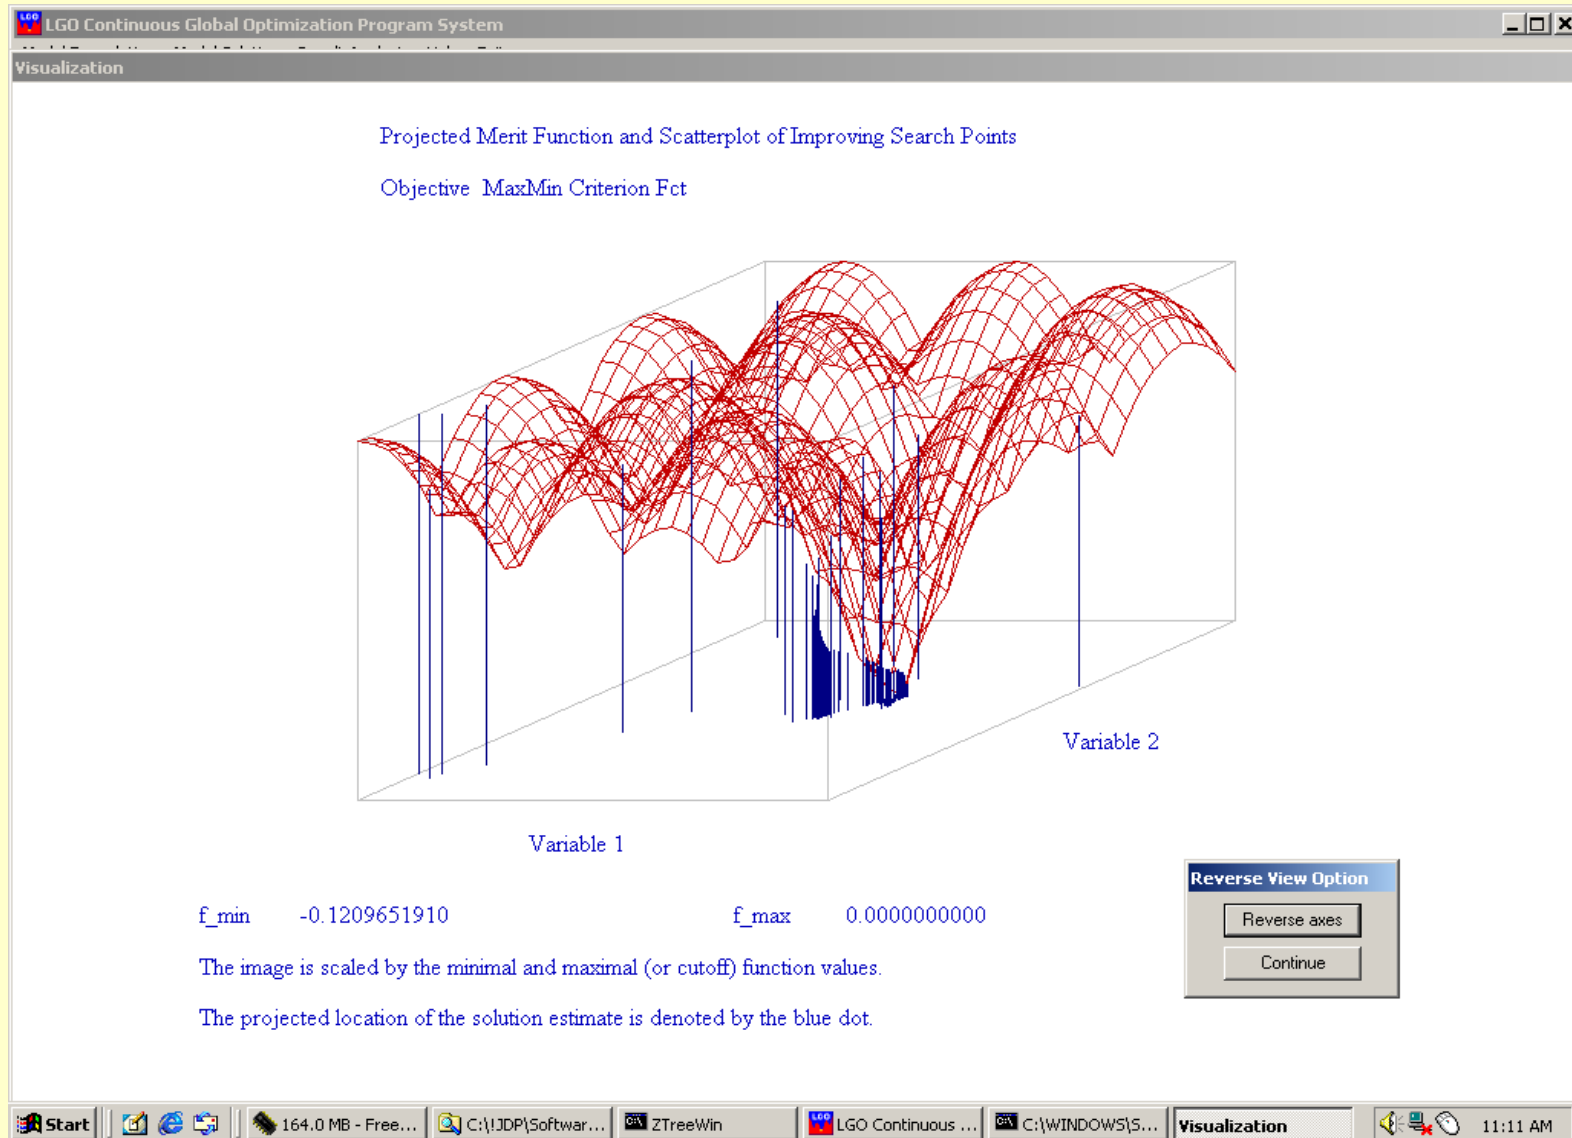 LGO Continuous Global Optimization Program System
Visualization
Projected Merit Function and Scatterplot of Improving Search Points
Objective MaxMin Criterion Fct
Variable 2
Variable 1
Reverse View Option
Reverse axes
Continue
f_min -0.1209651910 f_max 0.0000000000
The image is scaled by the minimal and maximal (or cutoff) function values.
The projected location of the solution estimate is denoted by the blue dot.
Start 164.0 MB - Free... C:\!JDP\Softwar... ZTreeWin LGO Continuous ... C:\WINDOWS\S... Visualization 11:11 AM